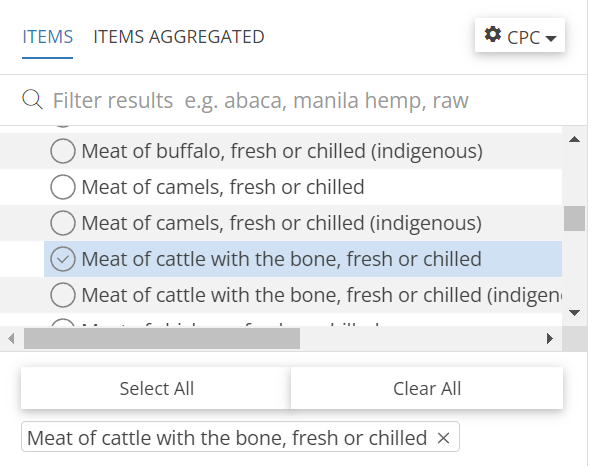 ITEMS ITEMS AGGREGATED CPC
Filter results e.g. abaca, manila hemp, raw
Meat of buffalo, fresh or chilled (indigenous)
Meat of camels, fresh or chilled
Meat of camels, fresh or chilled (indigenous)
Meat of cattle with the bone, fresh or chilled
Meat of cattle with the bone, fresh or chilled (indigen
Select All Clear All
Meat of cattle with the bone, fresh or chilled ×